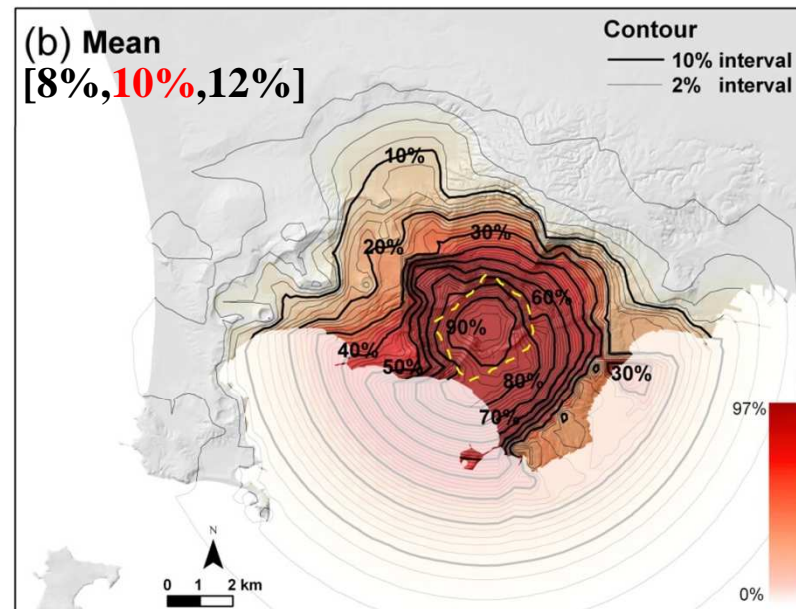 (b) Mean
[8%,10%,12%]
Contour
10% interval
2% interval
10%
20%
30%
60%
90%
40%
50%
80%
30%
70%
97%
0%
N
0 1 2 km